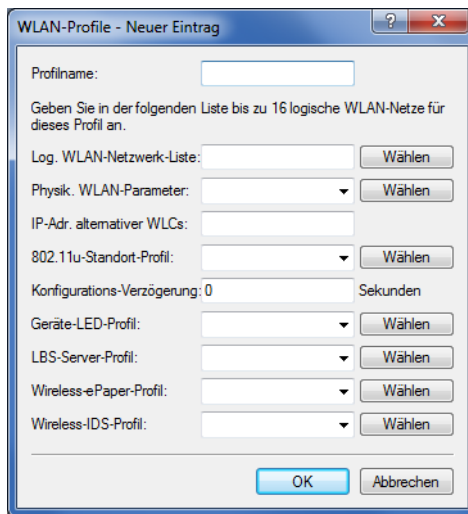 WLAN-Profile - Neuer Eintrag
Profilname:
Geben Sie in der folgenden Liste bis zu 16 logische WLAN-Netze für
dieses Profil an.
Log. WLAN-Netzwerk-Liste: Wählen
Physik. WLAN-Parameter: Wählen
IP-Adr. alternativer WLCs:
802.11u-Standort-Profil: Wählen
Konfigurations-Verzögerung: 0 Sekunden
Geräte-LED-Profil: Wählen
LBS-Server-Profil: Wählen
Wireless-ePaper-Profil: Wählen
Wireless-IDS-Profil: Wählen
OK Abbrechen